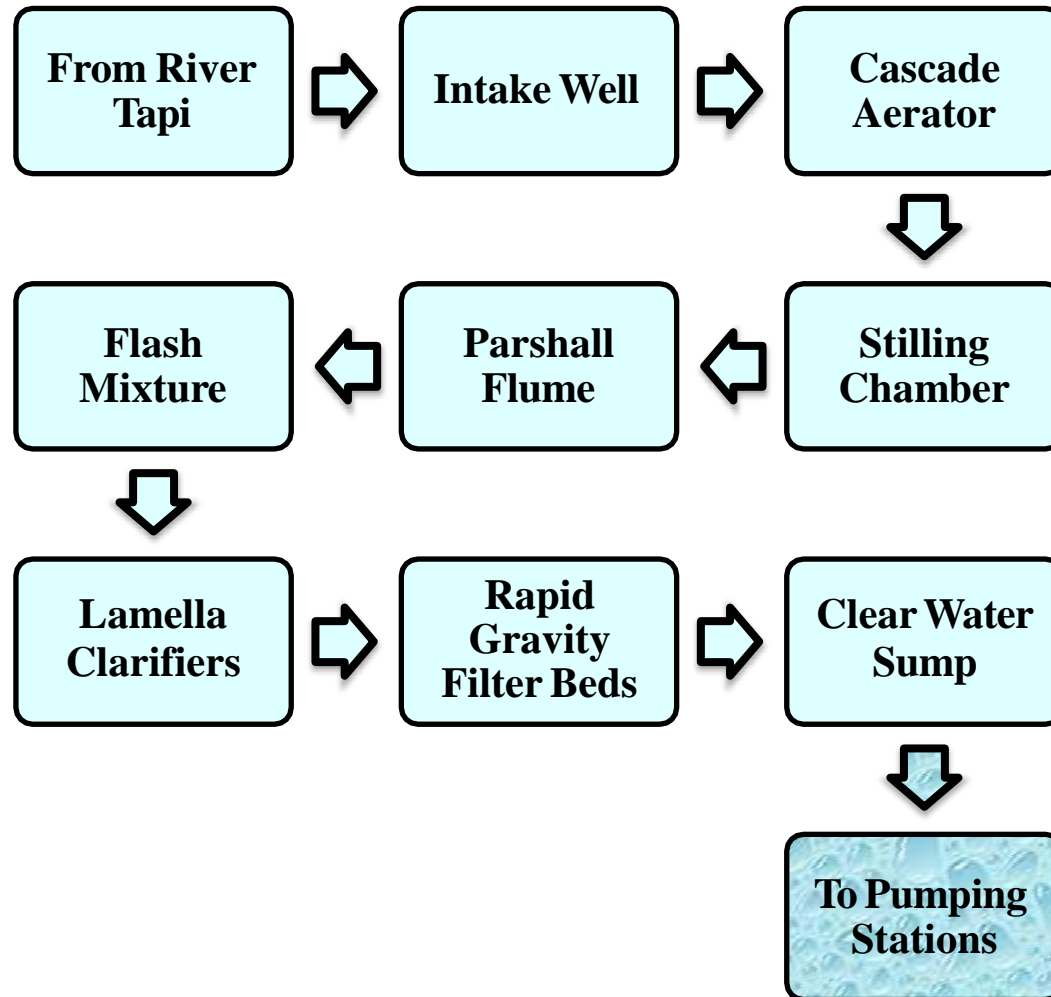 From River
Tapi
Intake Well
Cascade
Aerator
Stilling
Chamber
Parshall
Flume
Flash
Mixture
Lamella
Clarifiers
Rapid
Gravity
Filter Beds
Clear Water
Sump
To Pumping
Stations